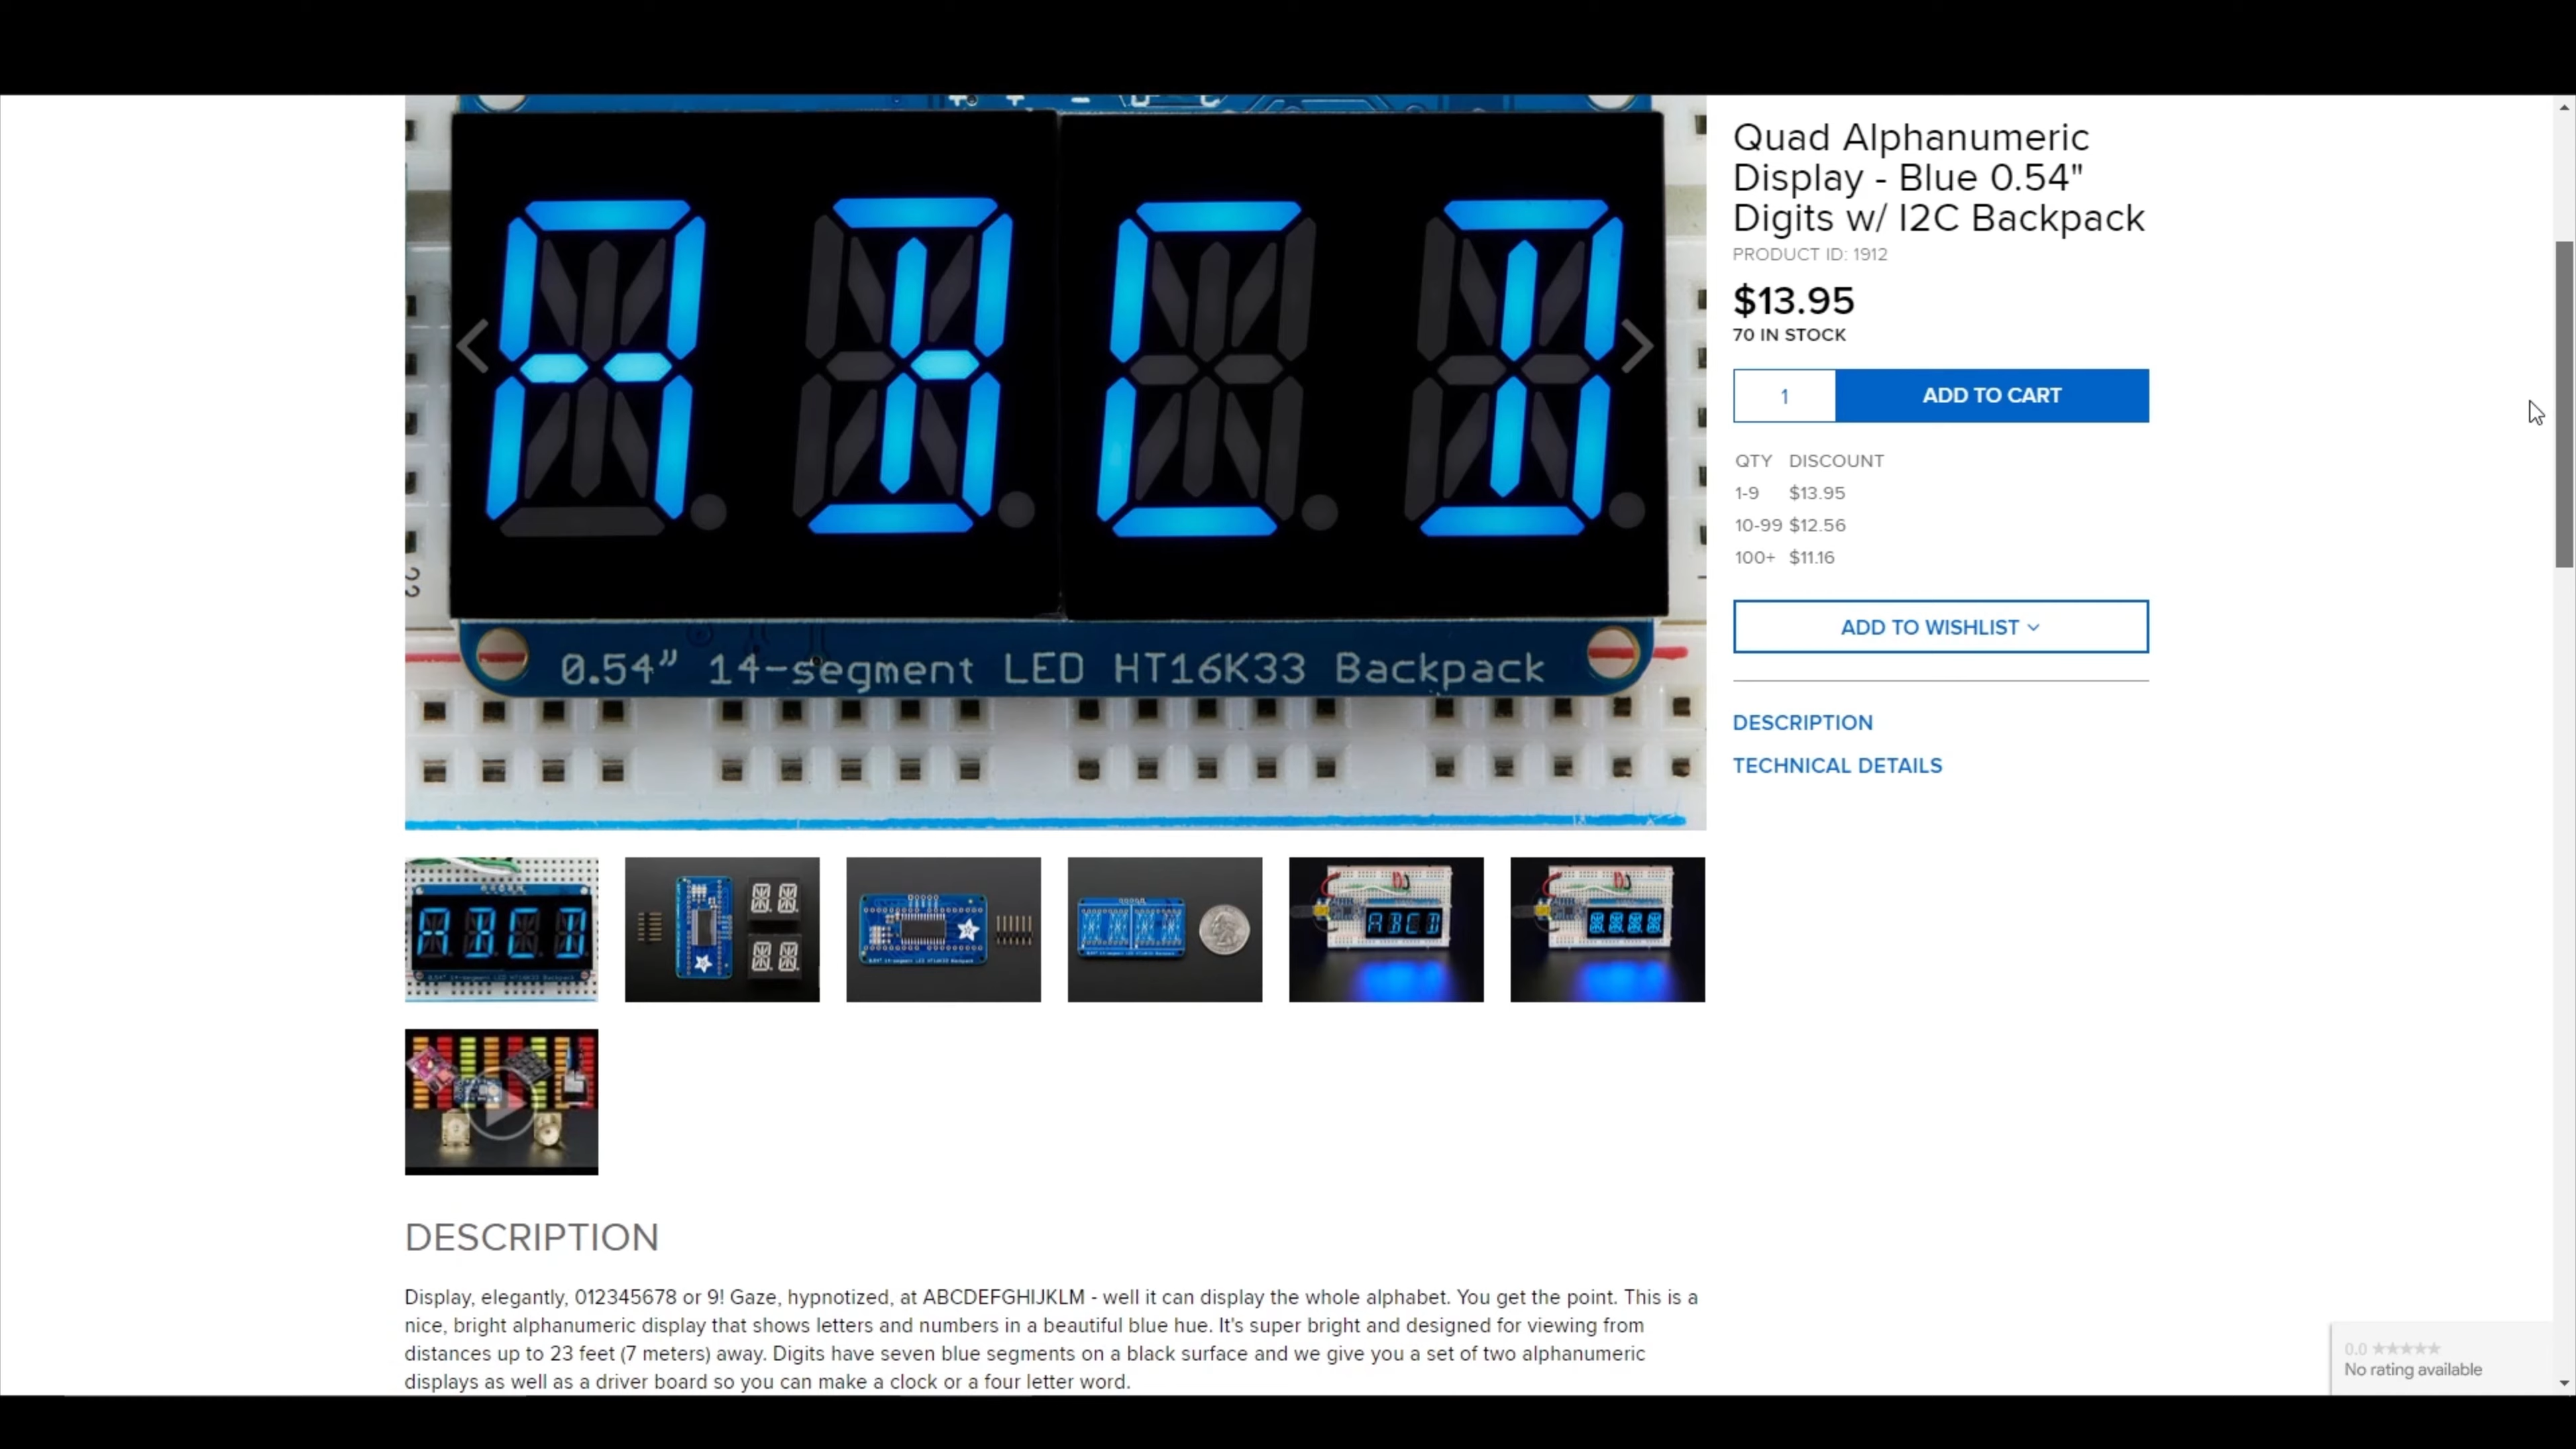 ABCD
0.54” 14-segment LED HT16K33 Backpack
Quad Alphanumeric
Display - Blue 0.54"
Digits w/ I2C Backpack
PRODUCT ID: 1912
$13.95
70 IN STOCK
1 ADD TO CART
QTY DISCOUNT
1-9 $13.95
10-99 $12.56
100+ $11.16
ADD TO WISHLIST
DESCRIPTION
TECHNICAL DETAILS
DESCRIPTION
Display, elegantly, 012345678 or 9! Gaze, hypnotized, at ABCDEFGHIJKLM - well it can display the whole alphabet. You get the point. This is a
nice, bright alphanumeric display that shows letters and numbers in a beautiful blue hue. It's super bright and designed for viewing from
distances up to 23 feet (7 meters) away. Digits have seven blue segments on a black surface and we give you a set of two alphanumeric
displays as well as a driver board so you can make a clock or a four letter word.
0.0 ★★★★★
No rating available